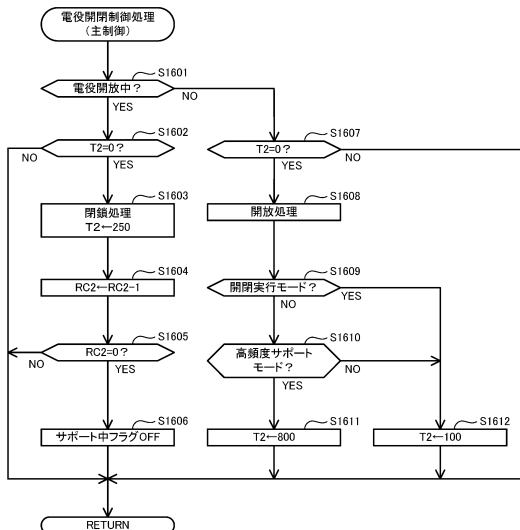 電役開閉制御処理
（主制御）
S1601
電役開放中？
YES
NO
S1602
T2=0？
NO
YES
S1607
T2=0？
NO
YES
S1603
閉鎖処理
T2←250
S1608
開放処理
S1604
RC2←RC2-1
S1609
開閉実行モード？
YES
NO
S1605
RC2=0？
NO
YES
S1610
高頻度サポート
モード？
NO
YES
S1606
サポート中フラグOFF
S1611
T2←800
S1612
T2←100
RETURN